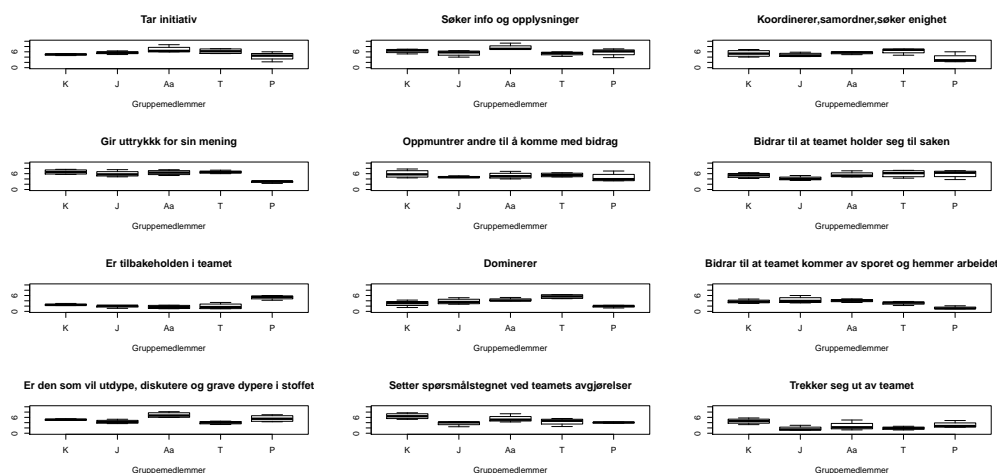 Tar initiativ
0 6
K J Aa T P
Gruppemedlemmer
Søker info og opplysninger
0 6
K J Aa T P
Gruppemedlemmer
Koordinerer,samordner,søker enighet
0 6
K J Aa T P
Gruppemedlemmer
Gir uttrykkk for sin mening
0 6
K J Aa T P
Gruppemedlemmer
Oppmuntrer andre til å komme med bidrag
0 6
K J Aa T P
Gruppemedlemmer
Bidrar til at teamet holder seg til saken
0 6
K J Aa T P
Gruppemedlemmer
Er tilbakeholden i teamet
0 6
K J Aa T P
Gruppemedlemmer
Dominerer
0 6
K J Aa T P
Gruppemedlemmer
Bidrar til at teamet kommer av sporet og hemmer arbeidet
0 6
K J Aa T P
Gruppemedlemmer
Er den som vil utdype, diskutere og grave dypere i stoffet
0 6
K J Aa T P
Gruppemedlemmer
Setter spørsmålstegnet ved teamets avgjørelser
0 6
K J Aa T P
Gruppemedlemmer
Trekker seg ut av teamet
0 6
K J Aa T P
Gruppemedlemmer